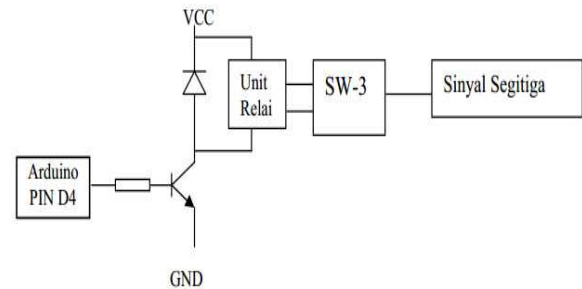 VCC
Unit
Relai
SW-3
Sinyal Segitiga
Arduino
PIN D4
GND